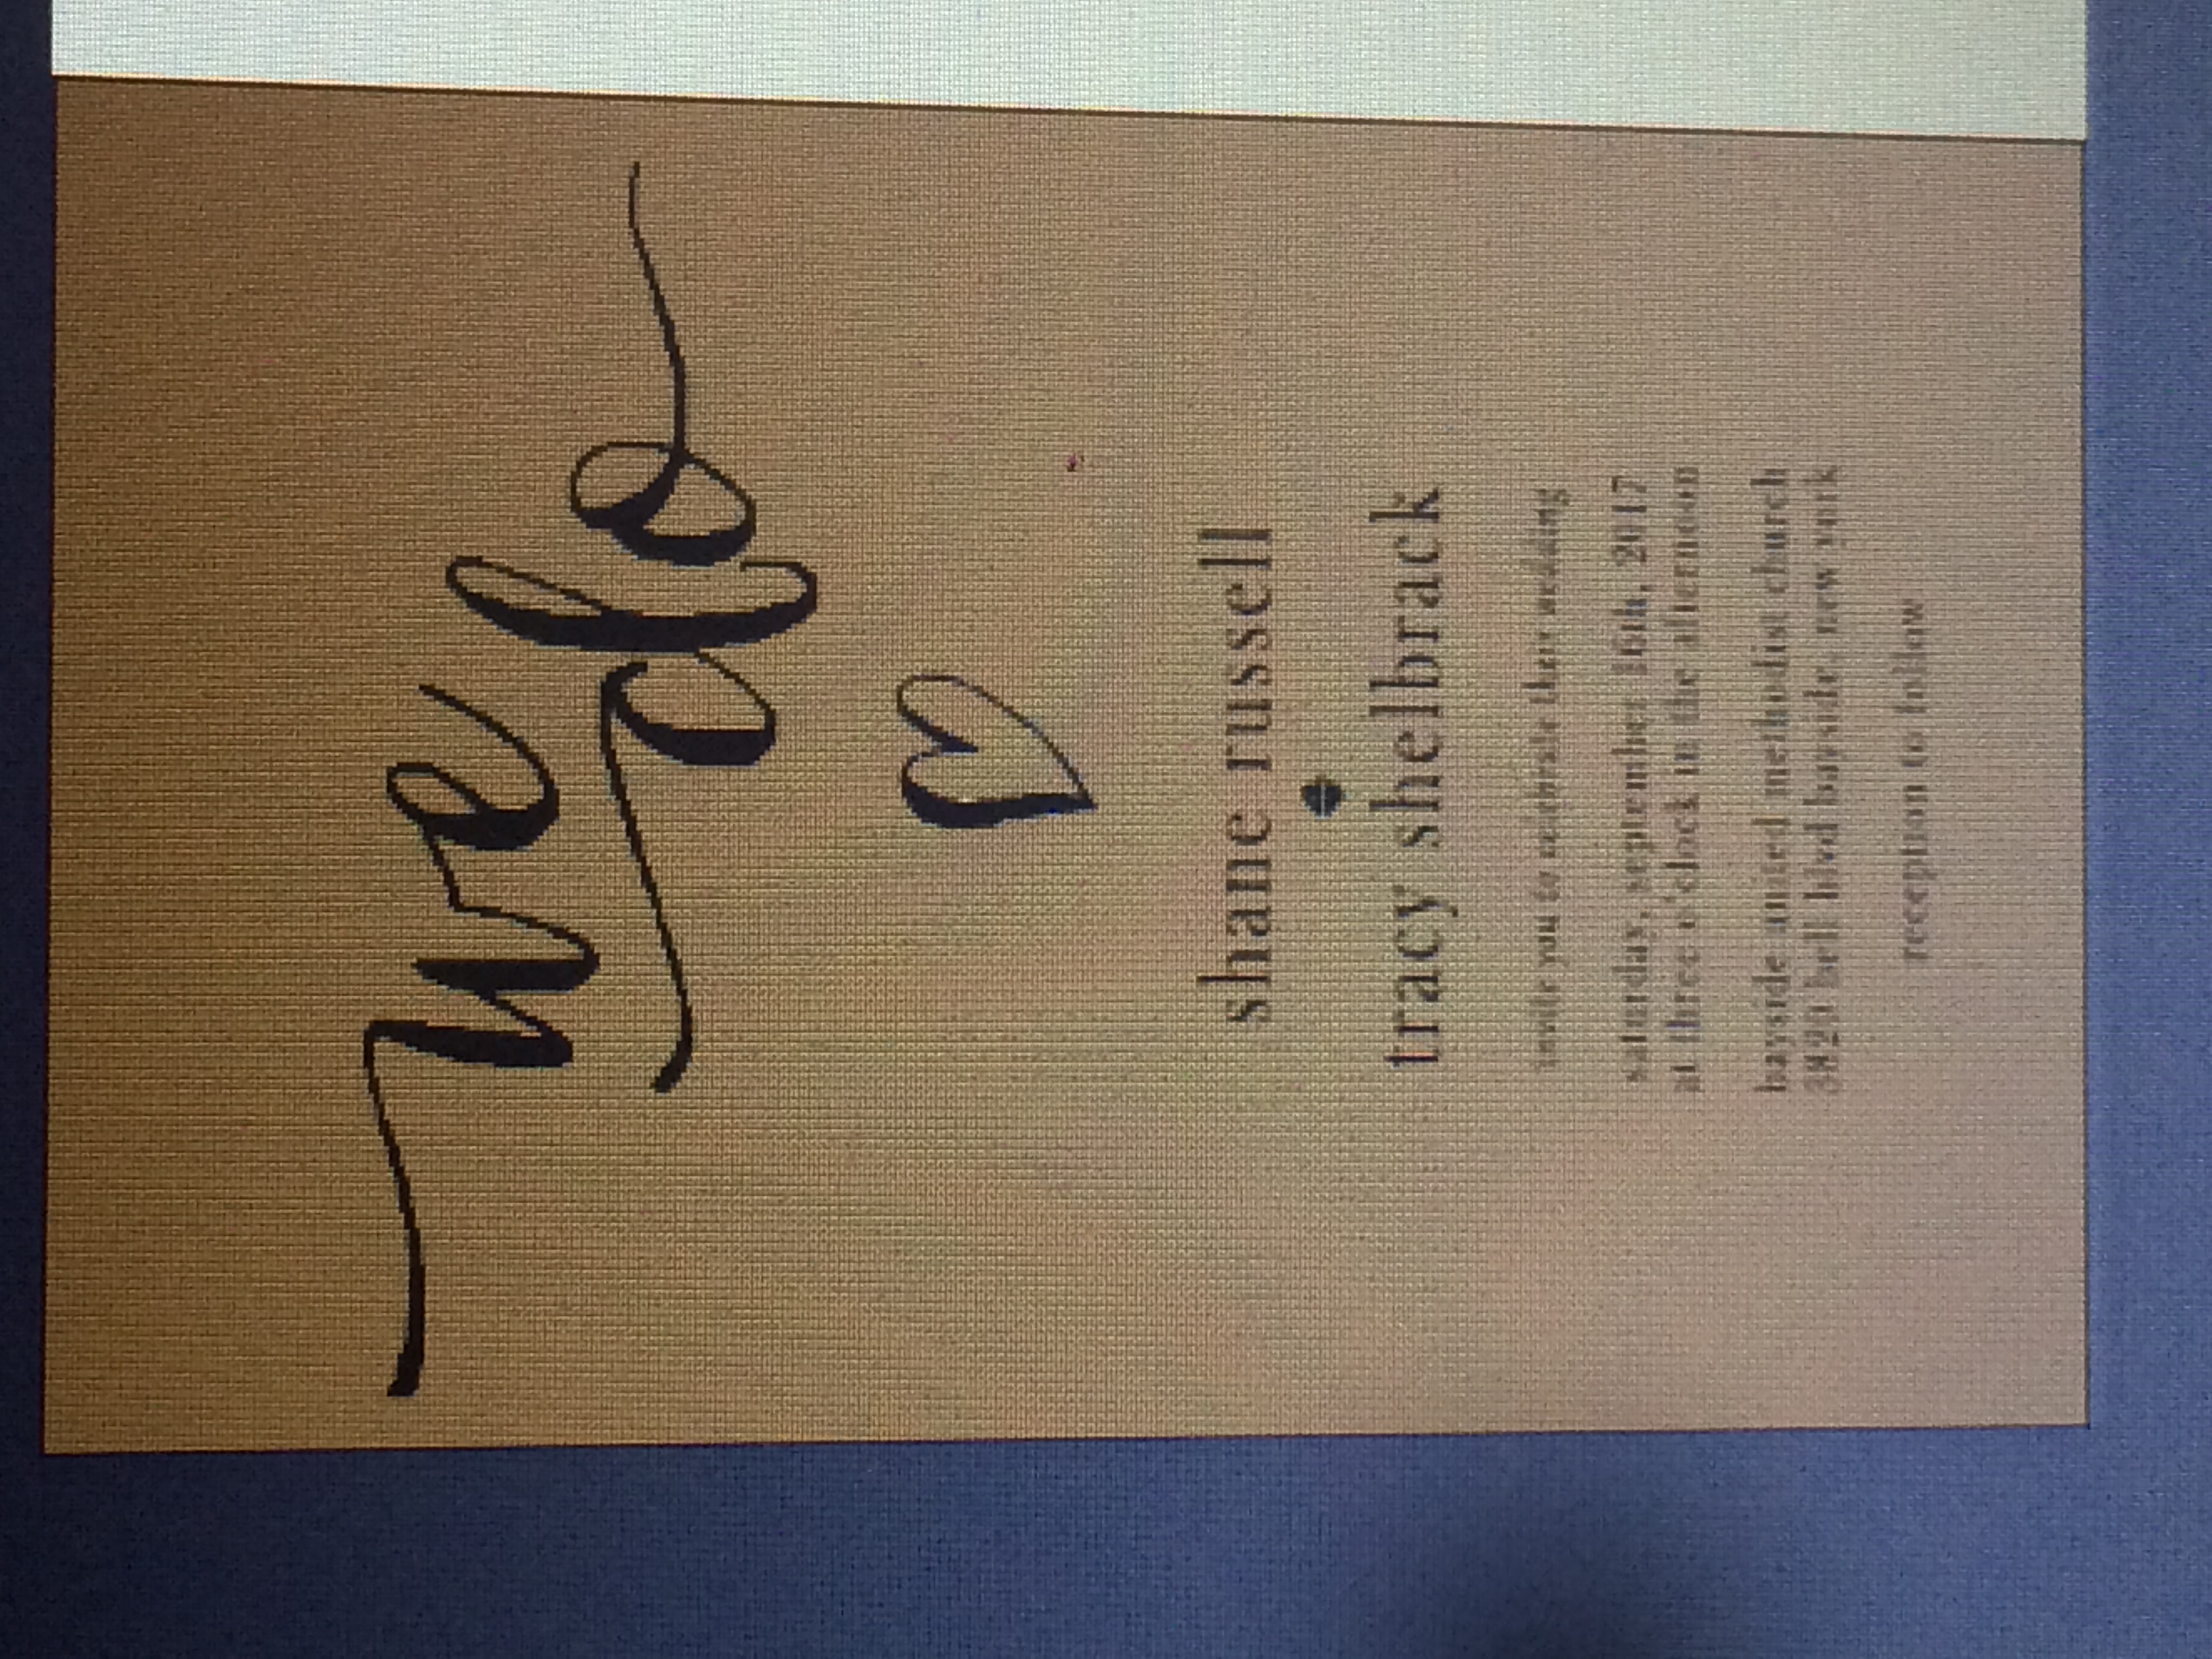 we
do
shane russell
tracy shelbrack
invite you to celebrate their wedding
saturday, september 16th, 2017
at three o'clock in the afternoon
bayside united methodist church
3820 bell blvd bayside, new york
reception to follow